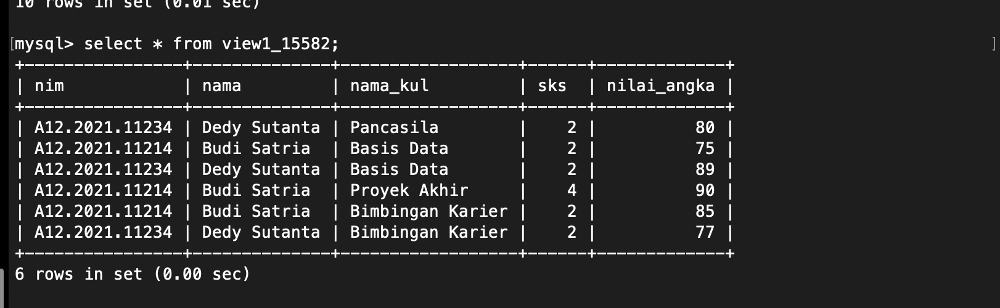 10 rows in set (0.01 sec)
[mysql> select * from view1_15582; ]
+----------------+--------------+------------------+------+-------------+
| nim            | nama         | nama_kul         | sks  | nilai_angka |
+----------------+--------------+------------------+------+-------------+
| A12.2021.11234 | Dedy Sutanta | Pancasila        |    2 |          80 |
| A12.2021.11214 | Budi Satria  | Basis Data       |    2 |          75 |
| A12.2021.11234 | Dedy Sutanta | Basis Data       |    2 |          89 |
| A12.2021.11214 | Budi Satria  | Proyek Akhir     |    4 |          90 |
| A12.2021.11214 | Budi Satria  | Bimbingan Karier |    2 |          85 |
| A12.2021.11234 | Dedy Sutanta | Bimbingan Karier |    2 |          77 |
+----------------+--------------+------------------+------+-------------+
6 rows in set (0.00 sec)